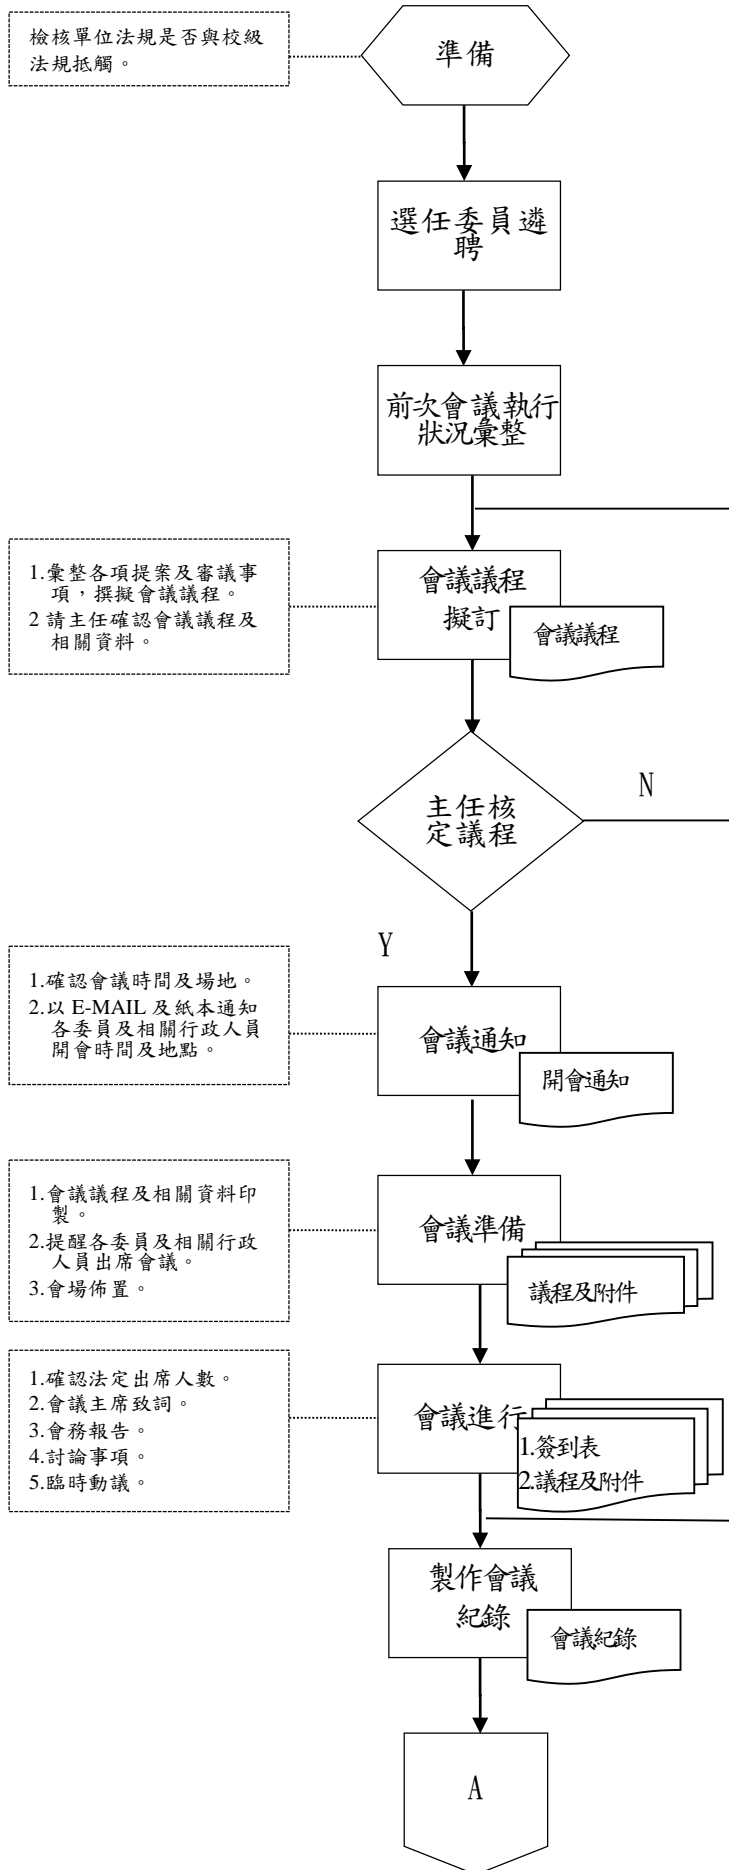 檢核單位法規是否與校級
法規抵觸。
準備
選任委員遴
聘
前次會議執行
狀況彙整
1.彙整各項提案及審議事
項，撰擬會議議程。
2 請主任確認會議議程及
相關資料。
會議議程
擬訂
會議議程
主任核
定議程
N
Y
1.確認會議時間及場地。
2.以 E-MAIL 及紙本通知
各委員及相關行政人員
開會時間及地點。
會議通知
開會通知
1.會議議程及相關資料印
製。
2.提醒各委員及相關行政
人員出席會議。
3.會場佈置。
會議準備
議程及附件
1.確認法定出席人數。
2.會議主席致詞。
3.會務報告。
4.討論事項。
5.臨時動議。
會議進行
1.簽到表
2.議程及附件
製作會議
紀錄
會議紀錄
A